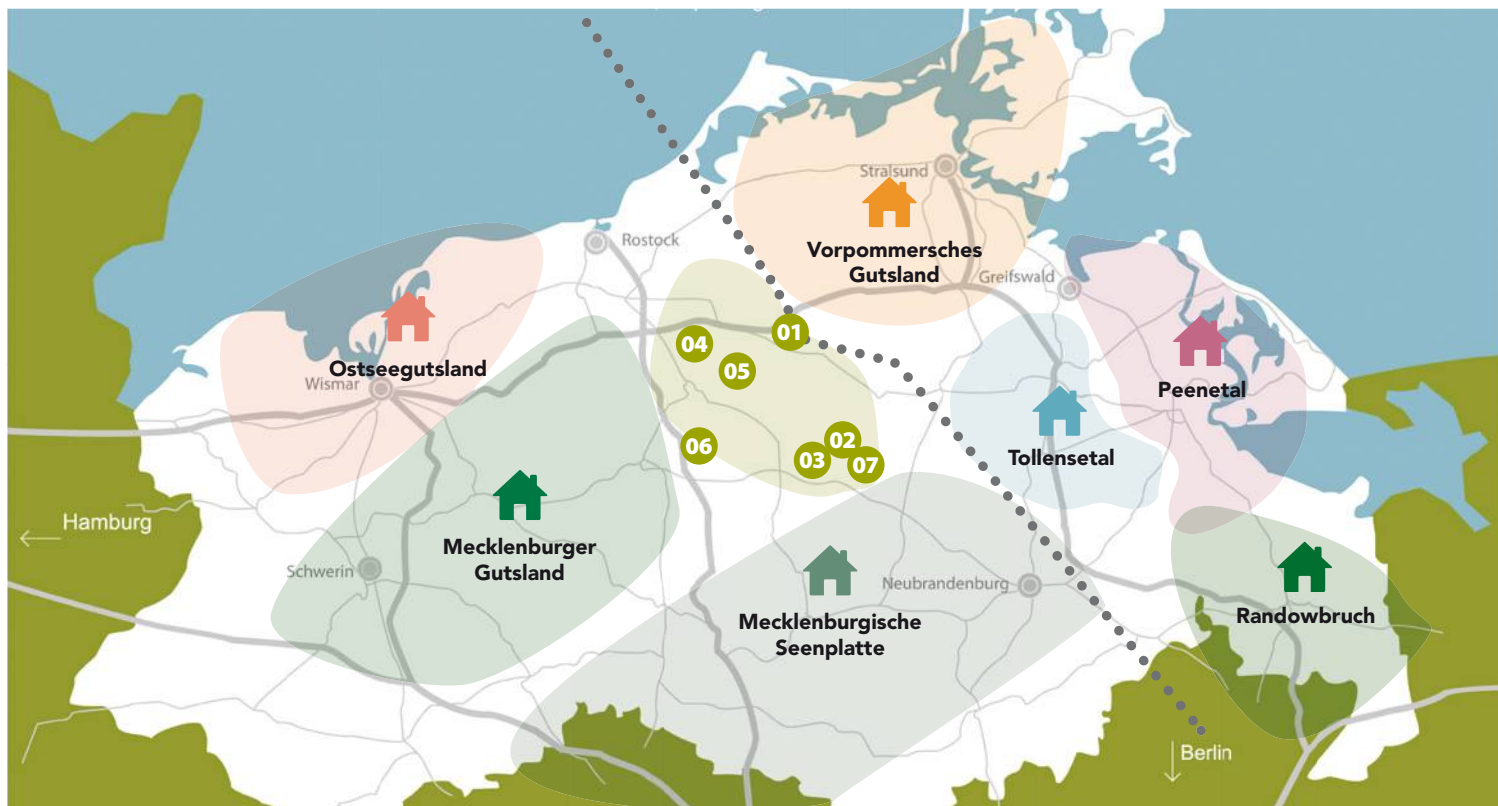 Stralsund
Vorpommersches
Gutsland
Rostock
Greifswald
01
04
05
Ostseegutsland
Wismar
Peenetal
02
03
07
06
Tollensetal
Hamburg
Mecklenburger
Gutsland
Schwerin
Neubrandenburg
Mecklenburgische
Seenplatte
Randowbruch
Berlin